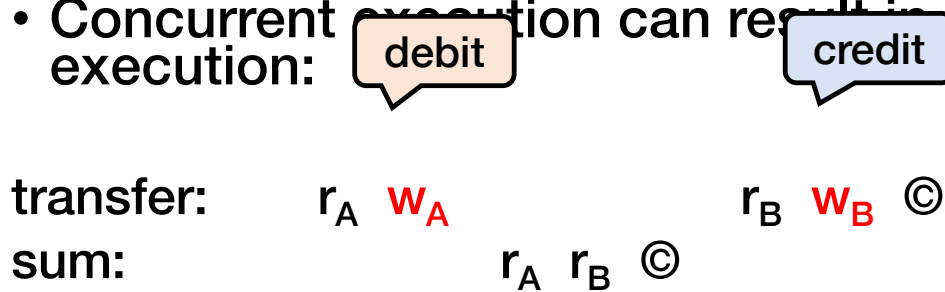 • Concurrent execution can result in
execution:
debit
credit
transfer: rA wA rB wB ©
sum: rA rB ©